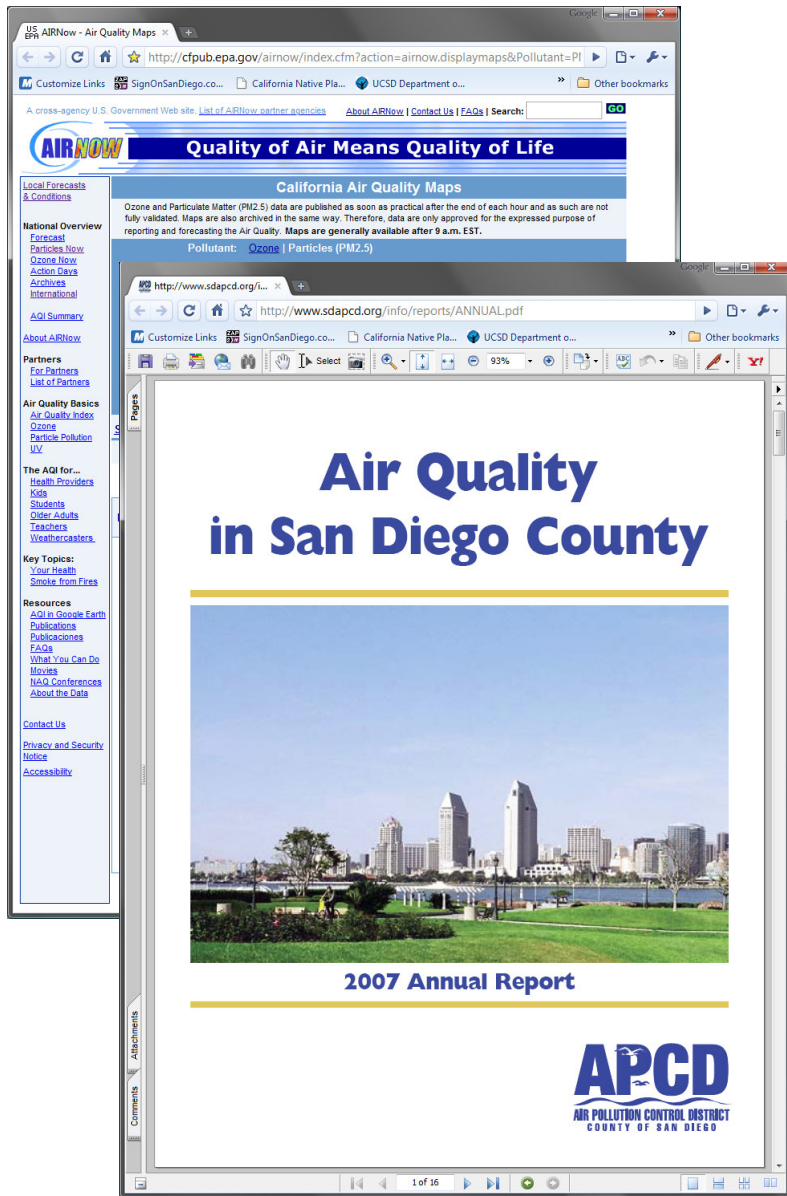 Google
US EPA AIRNow - Air Quality Maps
http://cfpub.epa.gov/airnow/index.cfm?action=airnow.displaymaps&Pollutant=PI
Customize Links SignOnSanDiego.co... California Native Pla... UCSD Department o... » Other bookmarks
A cross-agency U.S. Government Web site. List of AIRNow partner agencies About AIRNow | Contact Us | FAQs | Search: GO
AIRNOW Quality of Air Means Quality of Life
Local Forecasts
& Conditions
National Overview
Forecast
Particles Now
Ozone Now
Action Days
Archives
International
AQI Summary
About AIRNow
Partners
For Partners
List of Partners
Air Quality Basics
Air Quality Index
Ozone
Particle Pollution
UV
The AQI for...
Health Providers
Kids
Students
Older Adults
Teachers
Weathercasters
Key Topics:
Your Health
Smoke from Fires
Resources
AQI in Google Earth
Publications
Publicaciones
FAQs
What You Can Do
Movies
NAQ Conferences
About the Data
Contact Us
Privacy and Security
Notice
Accessibility
California Air Quality Maps
Ozone and Particulate Matter (PM2.5) data are published as soon as practical after the end of each hour and as such are not
fully validated. Maps are also archived in the same way. Therefore, data are only approved for the expressed purpose of
reporting and forecasting the Air Quality. Maps are generally available after 9 a.m. EST.
Pollutant: Ozone | Particles (PM2.5)
Google
APCD http://www.sdapcd.org/i...
http://www.sdapcd.org/info/reports/ANNUAL.pdf
Customize Links SignOnSanDiego.co... California Native Pla... UCSD Department o... » Other bookmarks
Select 93% ABC Y!
Pages
Air Quality
in San Diego County
2007 Annual Report
APCD
AIR POLLUTION CONTROL DISTRICT
COUNTY OF SAN DIEGO
Attachments
Comments
1 of 16